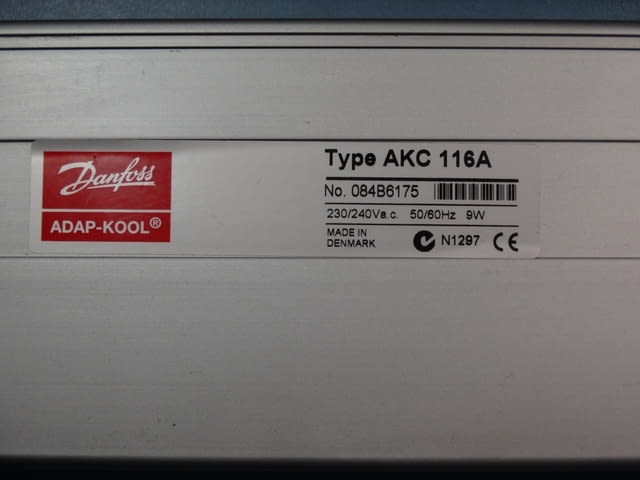 Danfoss
ADAP-KOOL®
Type AKC 116A
No. 084B6175
230/240Va.c. 50/60Hz 9W
MADE IN
DENMARK
N1297 CE